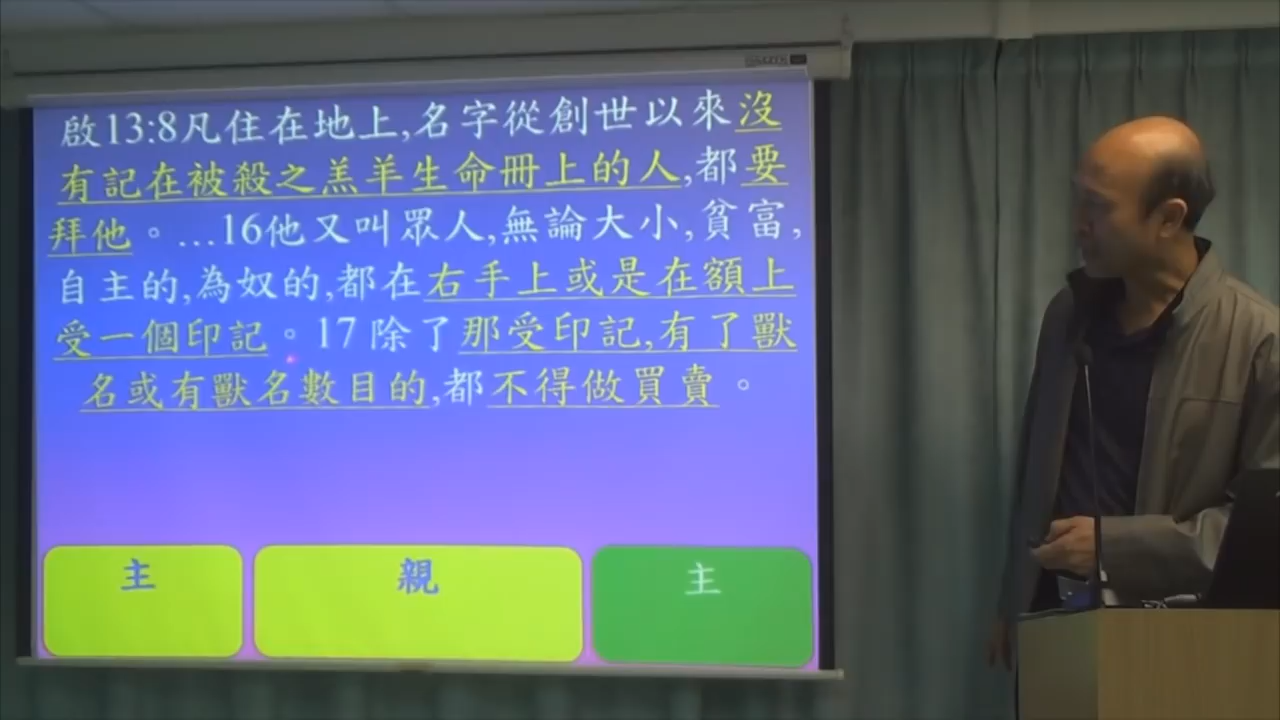 啟13:8凡住在地上,名字從創世以來沒
有記在被殺之羔羊生命冊上的人,都要
拜他。...16他又叫眾人,無論大小,貧富,
自主的,為奴的,都在右手上或是在額上
受一個印記。17 除了那受印記,有了獸
名或有獸名數目的,都不得做買賣。
主
親
主